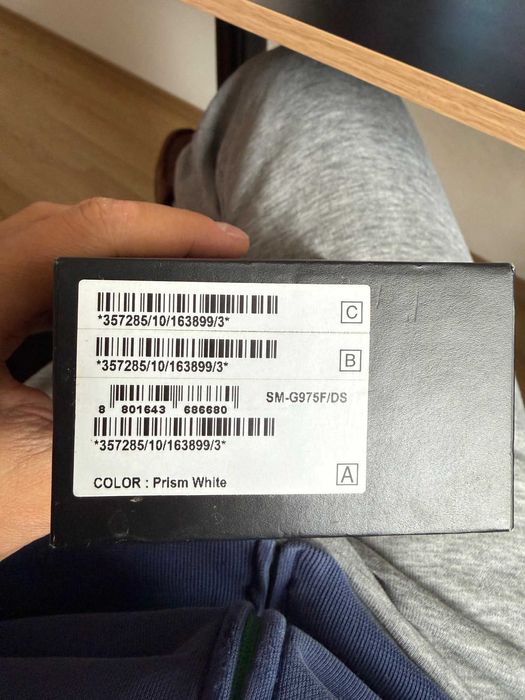 *357285/10/163899/3*
C
*357285/10/163899/3*
B
8 801643 686680
SM-G975F/DS
*357285/10/163899/3*
COLOR : Prism White
A